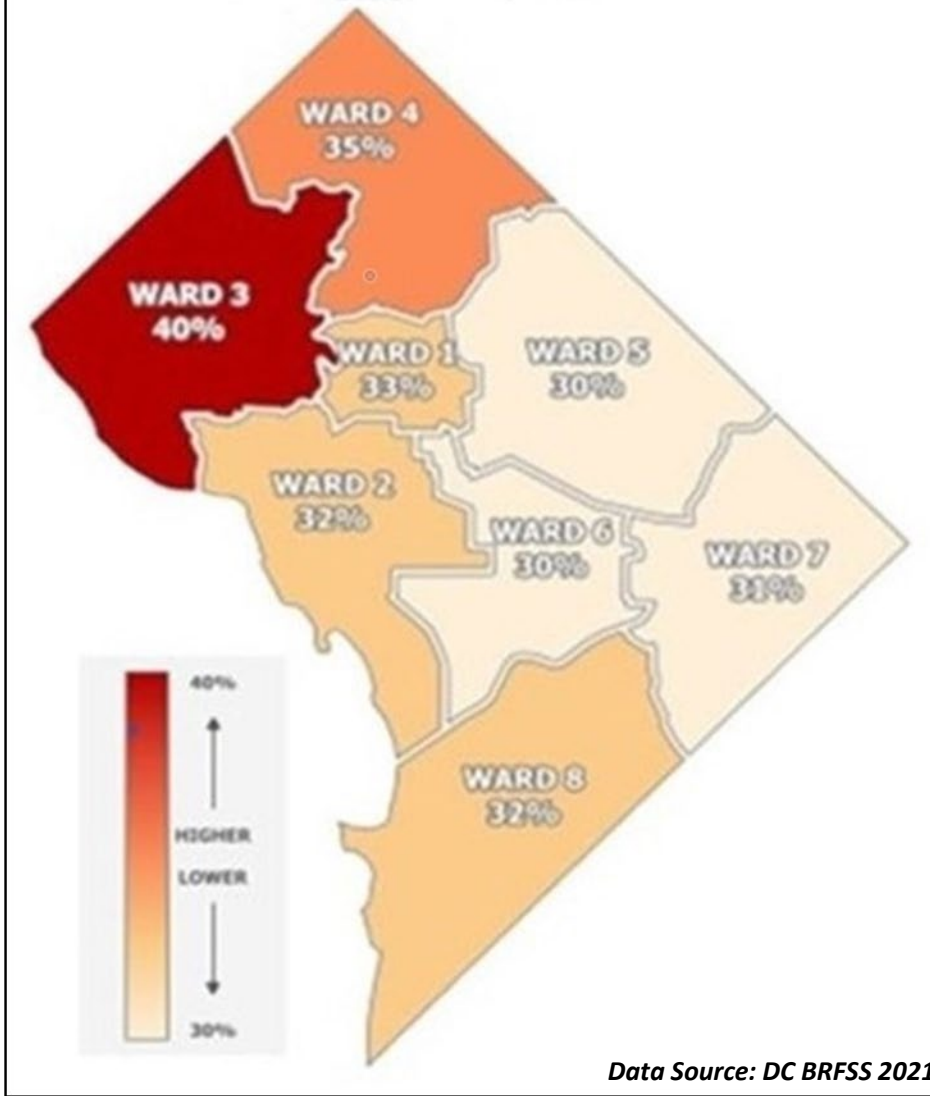 WARD 4
35%
WARD 3
40%
WARD 1
33%
WARD 5
30%
WARD 2
32%
WARD 6
30%
WARD 7
31%
WARD 8
32%
40%
HIGHER
LOWER
30%
Data Source: DC BRFSS 2021